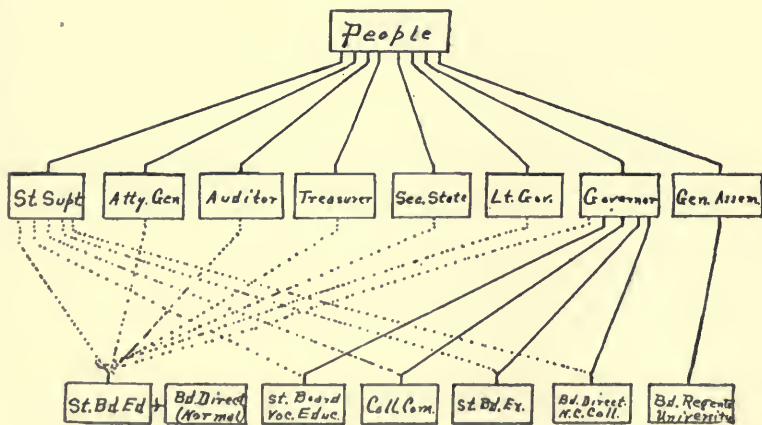 People
St. Supt
Atty. Gen
Auditor
Treasurer
Sec. State
Lt. Gov.
Governor
Gen. Assem.
St. Bd. Ed
Bd. Direct
(Normal)
St. Board
Voc. Educ.
Coll. Com.
St. Bd. Ex.
Bd. Direct.
N.C. Coll.
Bd. Regents
University